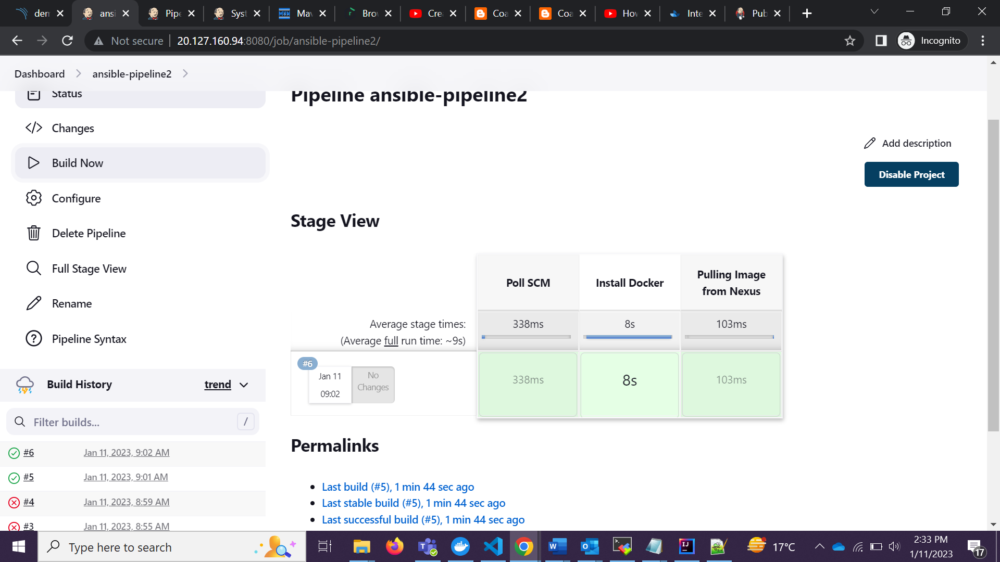 den
ansi
Pipe
Syst
Mav
Brov
Crea
Coa
Coa
Hov
Inte
Pub
Not secure
20.127.160.94:8080/job/ansible-pipeline2/
Incognito
Dashboard
ansible-pipeline2
Status
Changes
Build Now
Configure
Delete Pipeline
Full Stage View
Rename
Pipeline Syntax
Build History
trend
Filter builds...
/
#6 Jan 11, 2023, 9:02 AM
#5 Jan 11, 2023, 9:01 AM
#4 Jan 11, 2023, 8:59 AM
#3 Jan 11, 2023, 8:55 AM
Pipeline ansible-pipeline2
Add description
Disable Project
Stage View
Poll SCM
Install Docker
Pulling Image
from Nexus
Average stage times:
(Average full run time: ~9s)
338ms
8s
103ms
#6
Jan 11
09:02
No
Changes
338ms
8s
103ms
Permalinks
Last build (#5), 1 min 44 sec ago
Last stable build (#5), 1 min 44 sec ago
Last successful build (#5), 1 min 44 sec ago
Type here to search
17°C
2:33 PM
1/11/2023
17